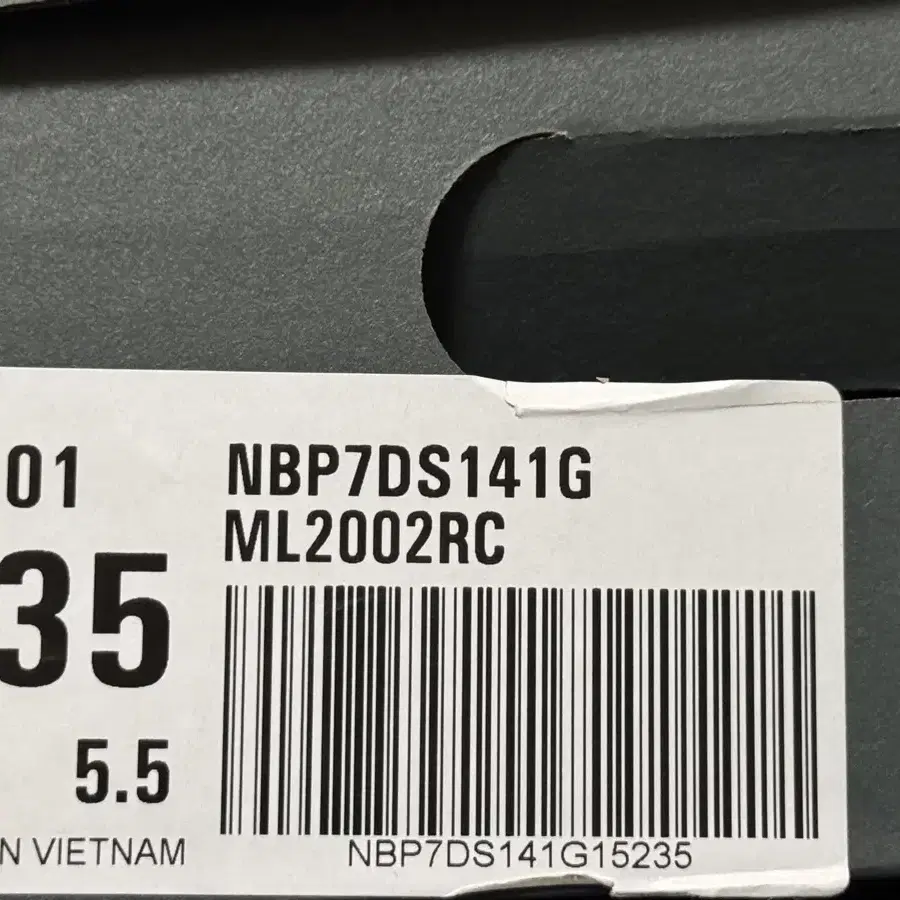 01 NBP7DS141G
ML2002RC
35
5.5
N VIETNAM NBP7DS141G15235